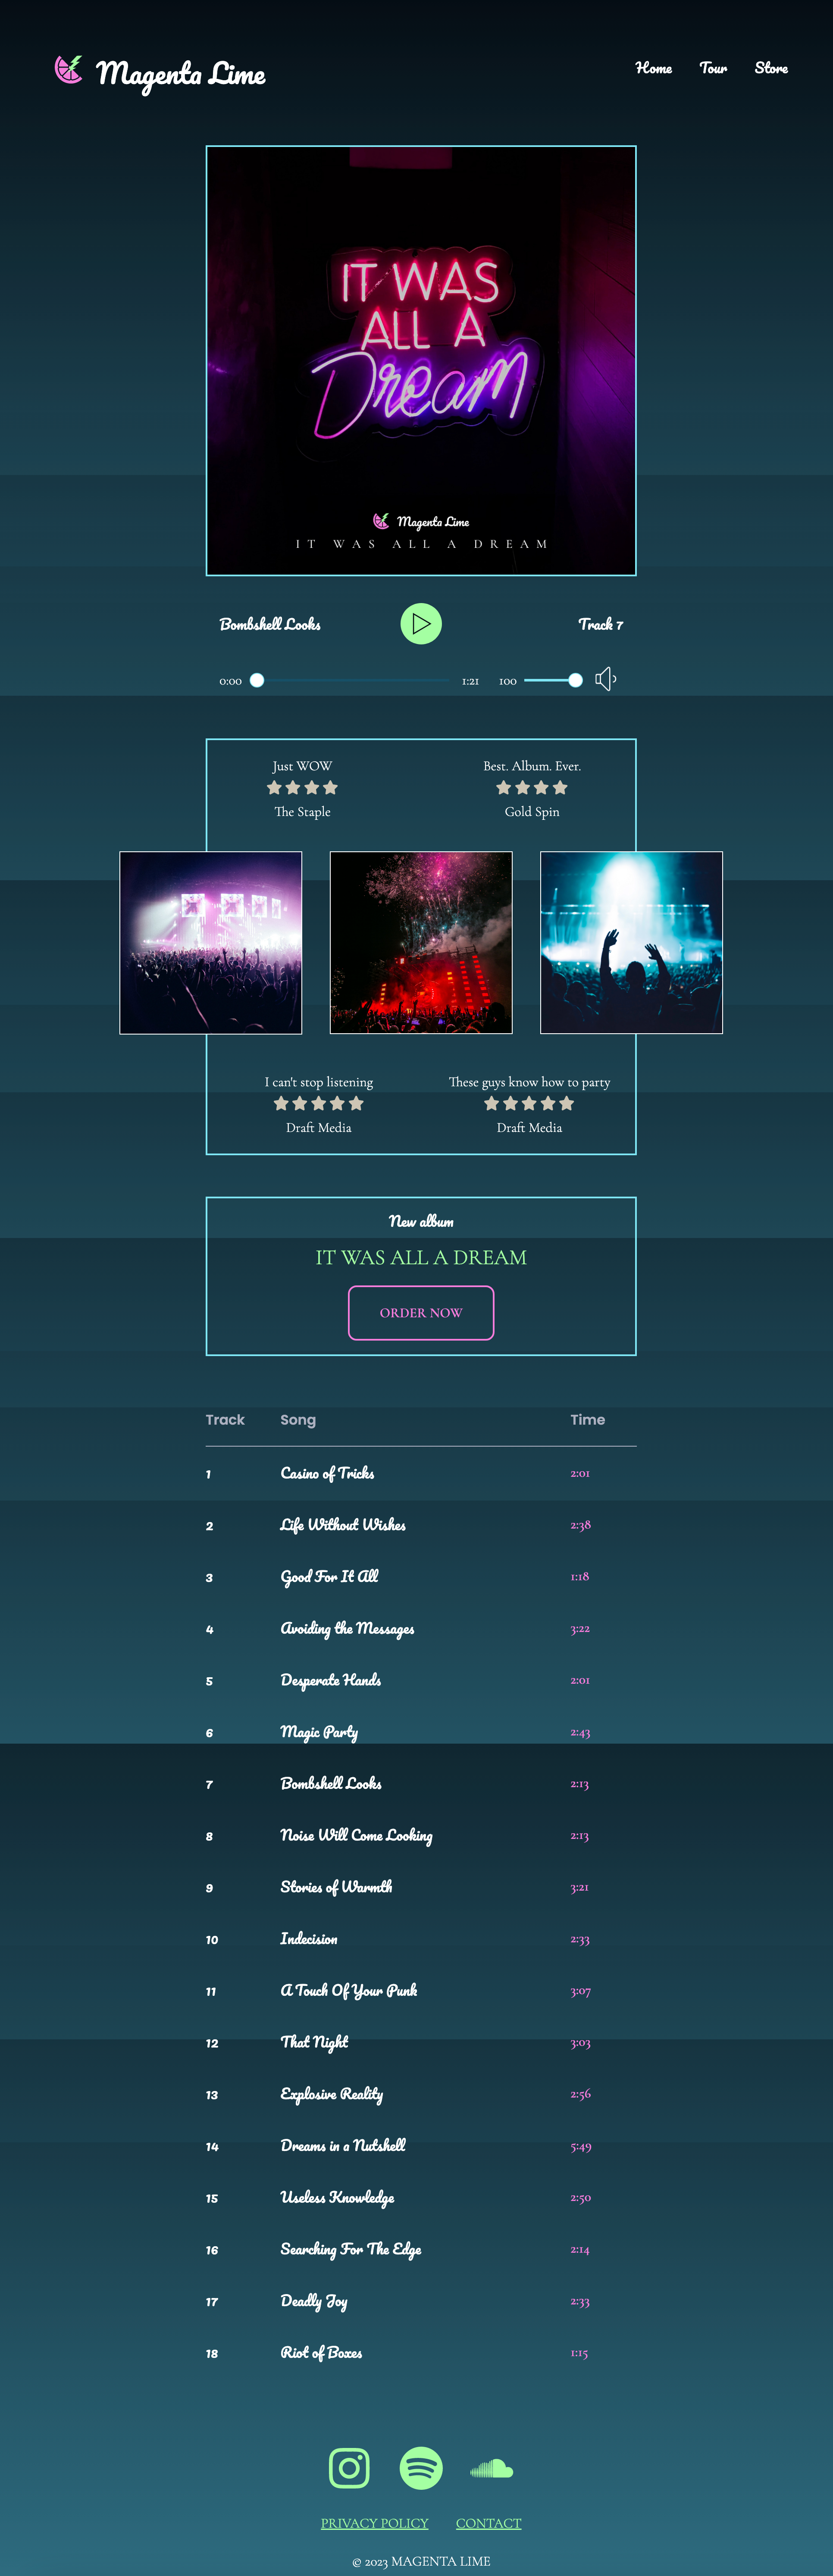 Magenta Lime
Home Tour Store
IT WAS
ALL A
Dream
Magenta Lime
IT WAS ALL A DREAM
Bombshell Looks Track 7
0:00 1:21 100
Just WOW Best. Album. Ever.
The Staple Gold Spin
I can't stop listening These guys know how to party
Draft Media Draft Media
New album
IT WAS ALL A DREAM
ORDER NOW
Track Song Time
1 Casino of Tricks 2:01
2 Life Without Wishes 2:38
3 Good For It All 1:18
4 Avoiding the Messages 3:22
5 Desperate Hands 2:01
6 Magic Party 2:43
7 Bombshell Looks 2:13
8 Noise Will Come Looking 2:13
9 Stories of Warmth 3:21
10 Indecision 2:33
11 A Touch Of Your Punk 3:07
12 That Night 3:03
13 Explosive Reality 2:56
14 Dreams in a Nutshell 5:49
15 Useless Knowledge 2:50
16 Searching For The Edge 2:14
17 Deadly Joy 2:33
18 Riot of Boxes 1:15
PRIVACY POLICY CONTACT
© 2023 MAGENTA LIME